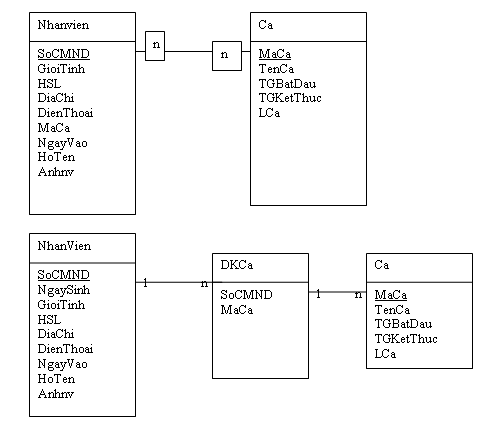 Nhanvien
SoCMND
GioiTinh
HSL
DiaChi
DienThoai
MaCa
NgayVao
HoTen
Anhnv
n
n
Ca
MaCa
TenCa
TGBatDau
TGKetThuc
LCa
NhanVien
SoCMND
NgaySinh
GioiTinh
HSL
DiaChi
DienThoai
NgayVao
HoTen
Anhnv
1
n
DKCa
SoCMND
MaCa
1
n
Ca
MaCa
TenCa
TGBatDau
TGKetThuc
LCa